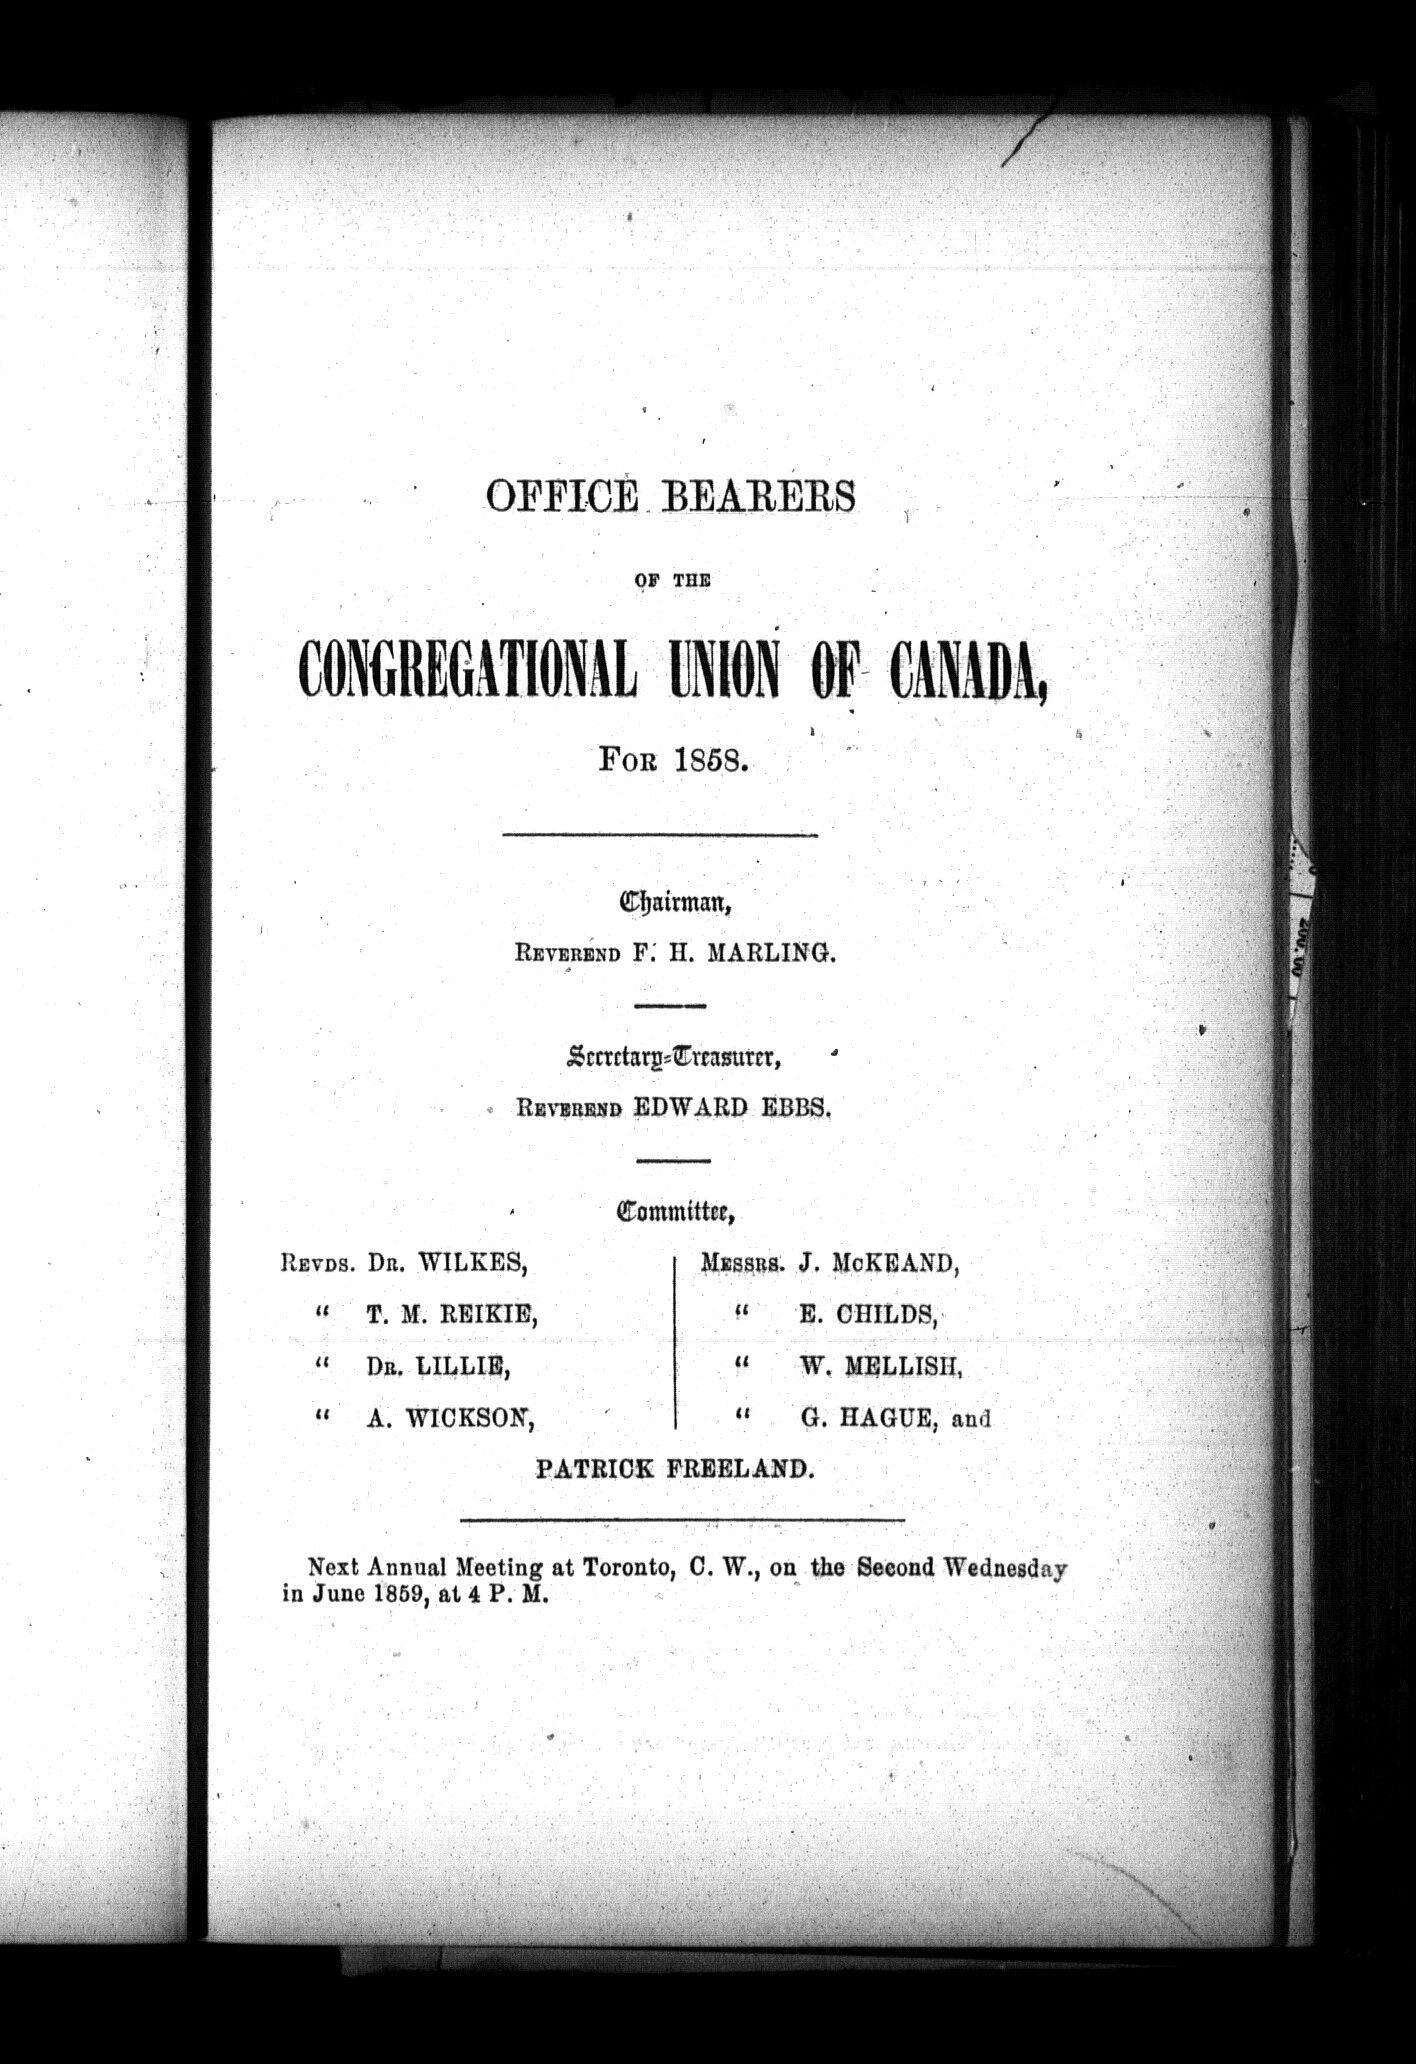 OFFICE BEARERS
OF THE
CONGREGATIONAL UNION OF CANADA,
FOR 1858.
Chairman,
REVEREND F. H. MARLING.
Secretary-Treasurer,
REVEREND EDWARD EBBS.
Committee,
REVDS. DR. WILKES,
“ T. M. REIKIE,
“ DR. LILLIE,
“ A. WICKSON,
MESSRS. J. McKEAND,
“ E. CHILDS,
“ W. MELLISH,
“ G. HAGUE, and
PATRICK FREELAND.
Next Annual Meeting at Toronto, C. W., on the Second Wednesday
in June 1859, at 4 P. M.
200.00